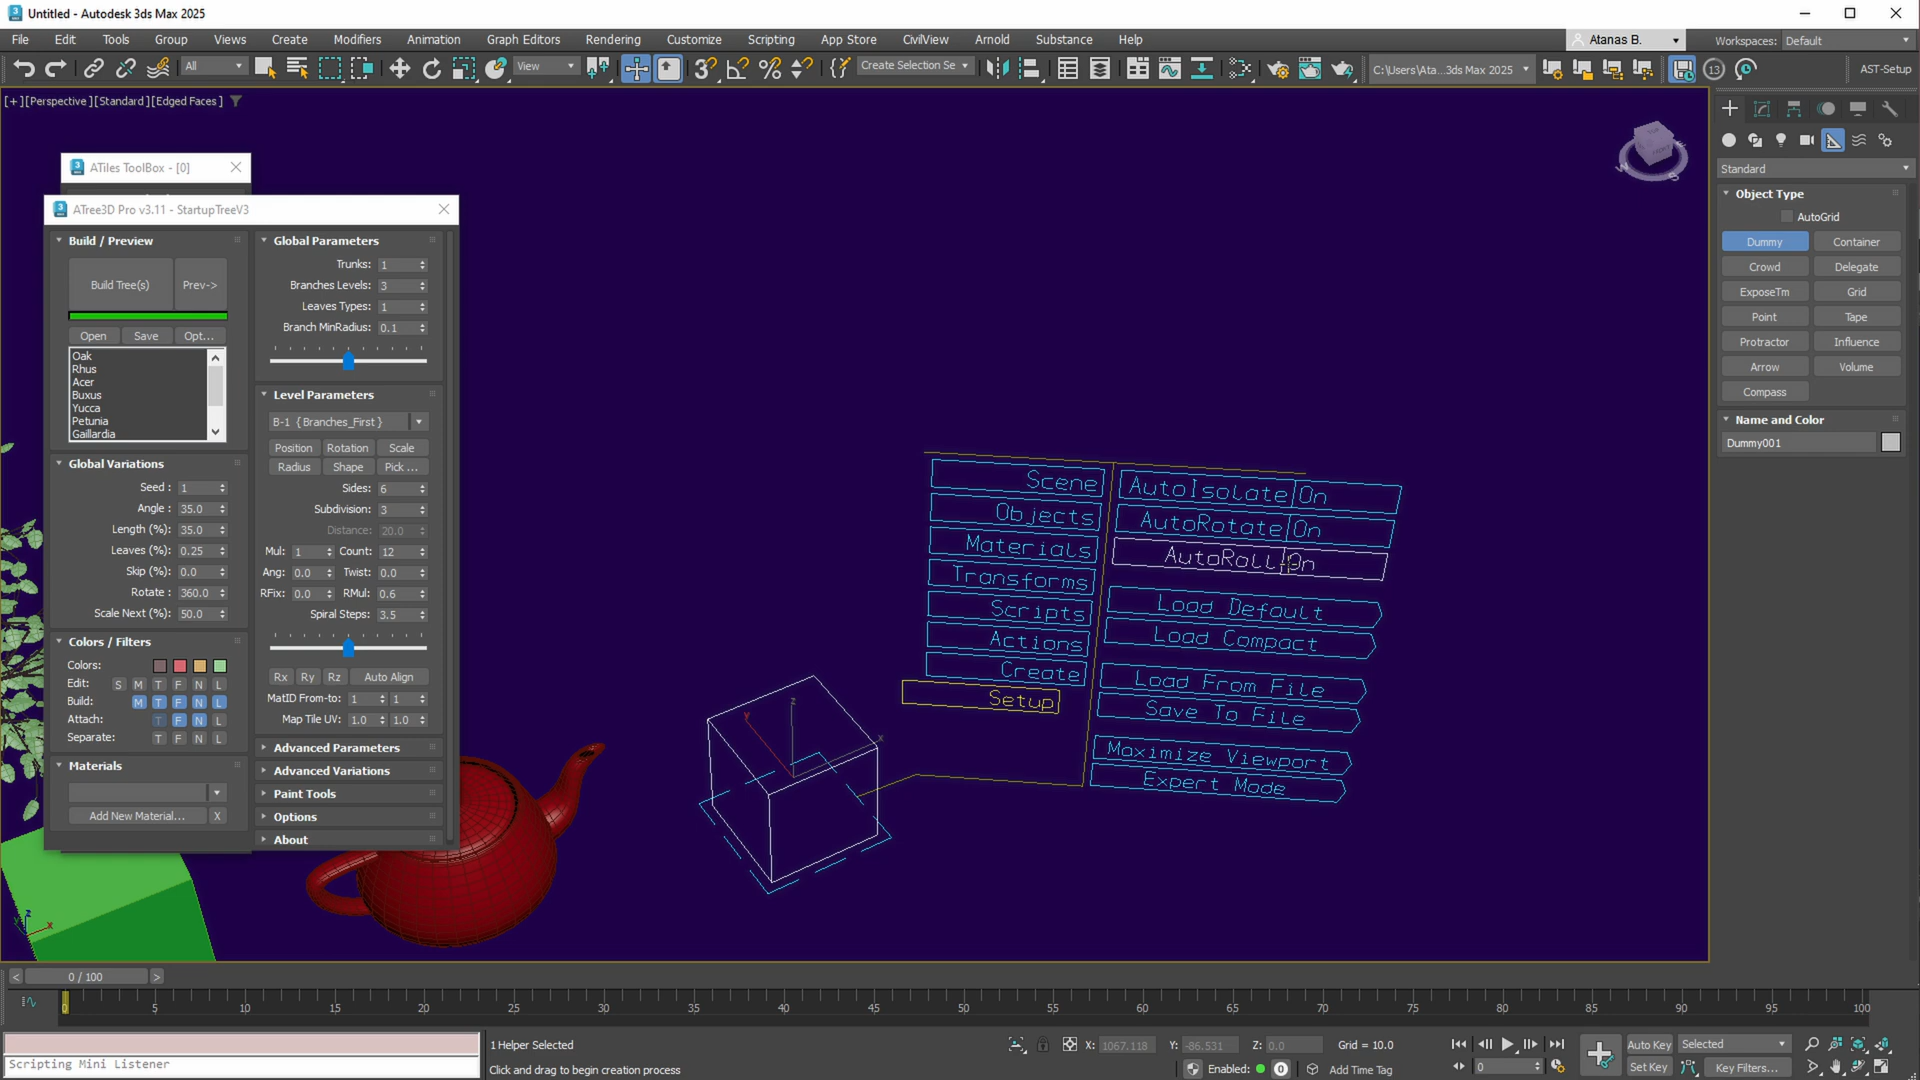 Untitled - Autodesk 3ds Max 2025
File Edit Tools Group Views Create Modifiers Animation Graph Editors Rendering Customize Scripting App Store CivilView Arnold Substance Help
Atanas B.
Workspaces: Default
All
View
Create Selection Se
C:\Users\Ata...3ds Max 2025
13
AST-Setup
[+][Perspective][Standard][Edged Faces]
ATiles ToolBox - [0]
ATree3D Pro v3.11 - StartupTreeV3
Build / Preview
Build Tree(s) Prev->
Open Save Opt...
Oak
Rhus
Acer
Buxus
Yucca
Petunia
Gaillardia
Global Variations
Seed : 1
Angle : 35.0
Length (%): 35.0
Leaves (%): 0.25
Skip (%): 0.0
Rotate : 360.0
Scale Next (%): 50.0
Colors / Filters
Colors:
Edit: S M T F N L
Build: M T F N L
Attach: T F N L
Separate: T F N L
Materials
Add New Material... X
Global Parameters
Trunks: 1
Branches Levels: 3
Leaves Types: 1
Branch MinRadius: 0.1
Level Parameters
B-1 {Branches_First}
Position Rotation Scale
Radius Shape Pick ...
Sides: 6
Subdivision: 3
Distance: 20.0
Mul: 1 Count: 12
Ang: 0.0 Twist: 0.0
RFix: 0.0 RMul: 0.6
Spiral Steps: 3.5
Rx Ry Rz Auto Align
MatID From-to: 1 1
Map Tile UV: 1.0 1.0
Advanced Parameters
Advanced Variations
Paint Tools
Options
About
Scene
Objects
Materials
Transforms
Scripts
Actions
Create
Setup
AutoIsolate On
AutoRotate On
AutoRoll On
Load Default
Load Compact
Load From File
Save To File
Maximize Viewport
Expert Mode
Standard
Object Type
AutoGrid
Dummy Container
Crowd Delegate
ExposeTm Grid
Point Tape
Protractor Influence
Arrow Volume
Compass
Name and Color
Dummy001
< 0 / 100 >
0 5 10 15 20 25 30 35 40 45 50 55 60 65 70 75 80 85 90 95 100
Scripting Mini Listener
1 Helper Selected
Click and drag to begin creation process
X: 1067.118 Y: -86.531 Z: 0.0 Grid = 10.0
Enabled: 0 Add Time Tag
0
Auto Key Selected
Set Key Key Filters...